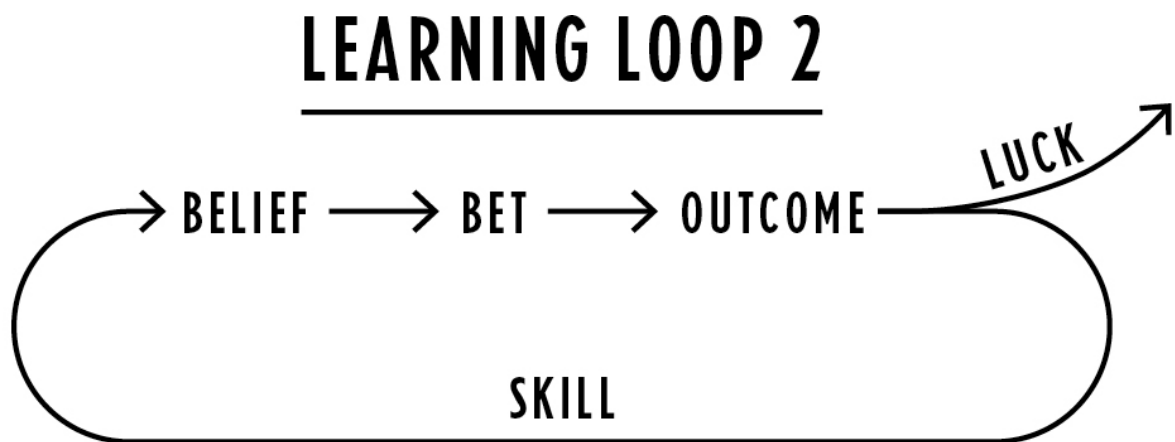 LEARNING LOOP 2
LUCK
BELIEF BET OUTCOME
SKILL